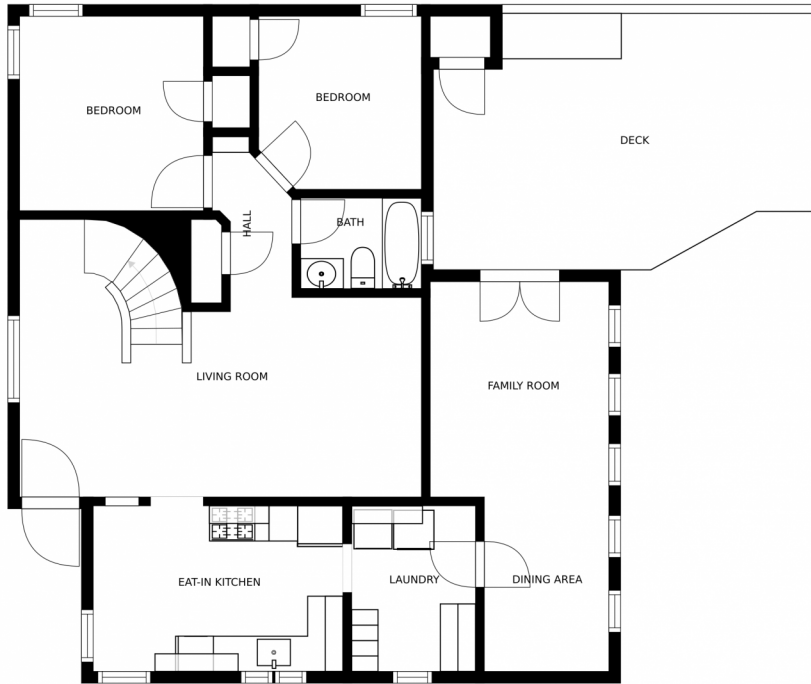 BEDROOM
BEDROOM
DECK
HALL
BATH
LIVING ROOM
FAMILY ROOM
EAT-IN KITCHEN
LAUNDRY
DINING AREA